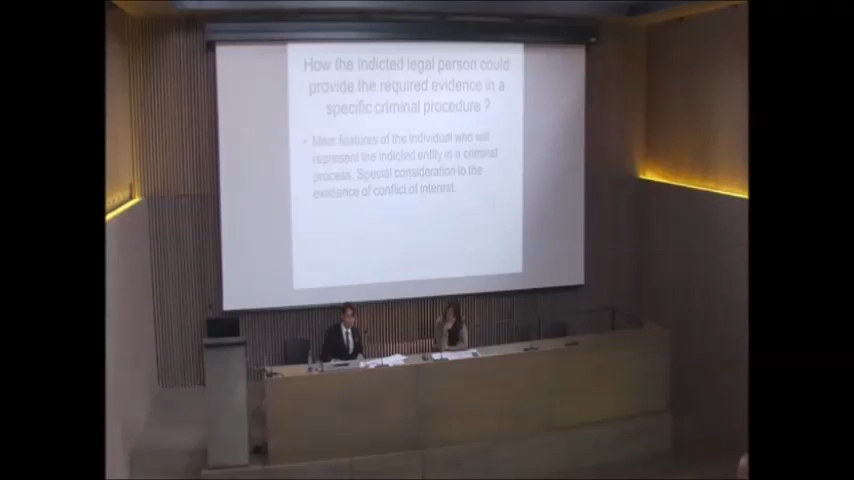 How the indicted legal person could
provide the required evidence in a
specific criminal procedure ?
• Main features of the individual who will
represent the indicted entity in a criminal
process. Special consideration to the
evidence of conflict of interest.